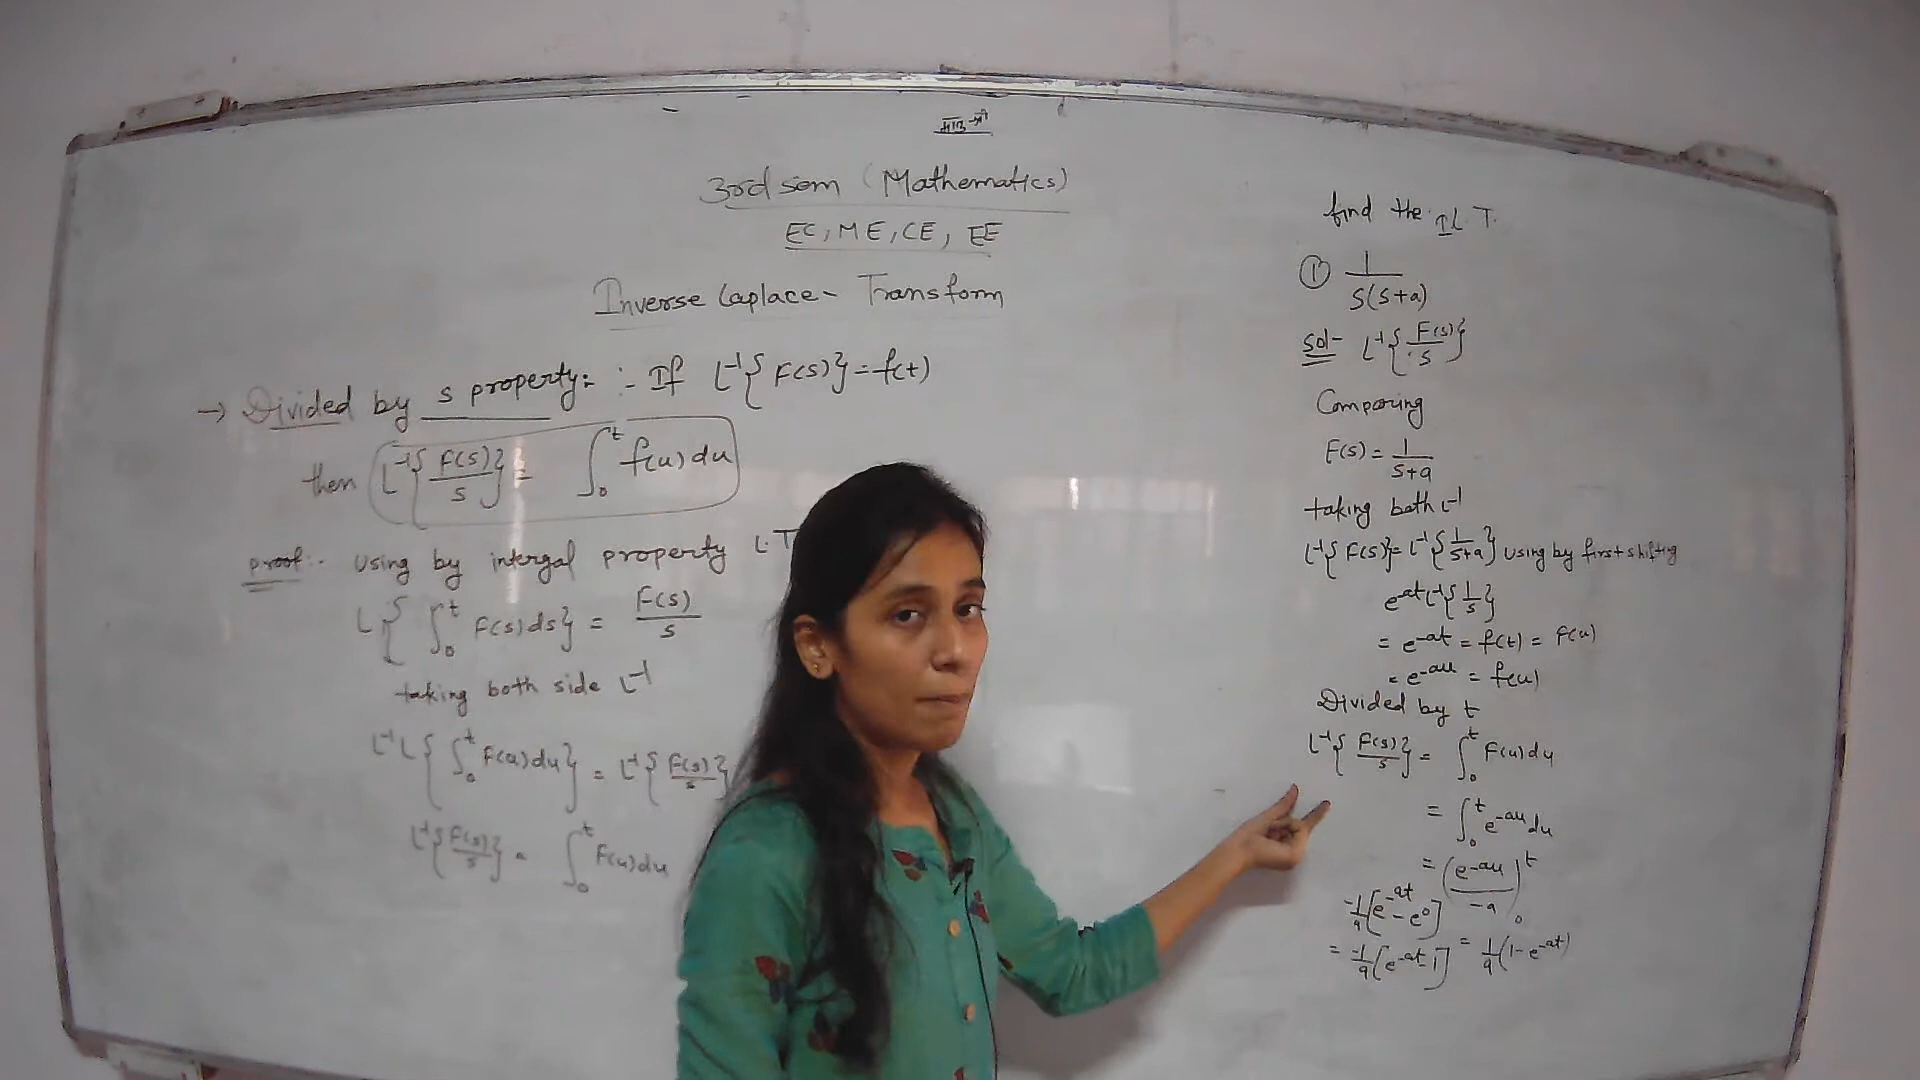 3rd sem (Mathematics)
EC, ME, CE, EE
Inverse Laplace - Transform
→ Divided by s property:- :- If L⁻¹{F(s)} = f(t)
then L⁻¹{F(s)/s} = ∫₀ᵗ f(u) du
proof:- using by intergal property L.T
L{∫₀ᵗ F(s) ds} = F(s)/s
taking both side L⁻¹
L⁻¹L{∫₀ᵗ F(u) du} = L⁻¹{F(s)/s}
L⁻¹{F(s)/s} = ∫₀ᵗ F(u) du
find the I L T.
① 1/s(s+a)
sol- L⁻¹{F(s)/s}
Comparing
F(s) = 1/s+a
taking both L⁻¹
L⁻¹{F(s)} = L⁻¹{1/s+a} using by first shifting
e⁻ᵃᵗ L⁻¹{1/s}
= e⁻ᵃᵗ = f(t) = F(u)
= e⁻ᵃᵘ = f(u)
Divided by t
L⁻¹{F(s)/s} = ∫₀ᵗ F(u) du
= ∫₀ᵗ e⁻ᵃᵘ du
= (e⁻ᵃᵘ/-a)₀ᵗ
-1/a [e⁻ᵃᵗ - e⁰]
= -1/a [e⁻ᵃᵗ - 1] = 1/a (1 - e⁻ᵃᵗ)